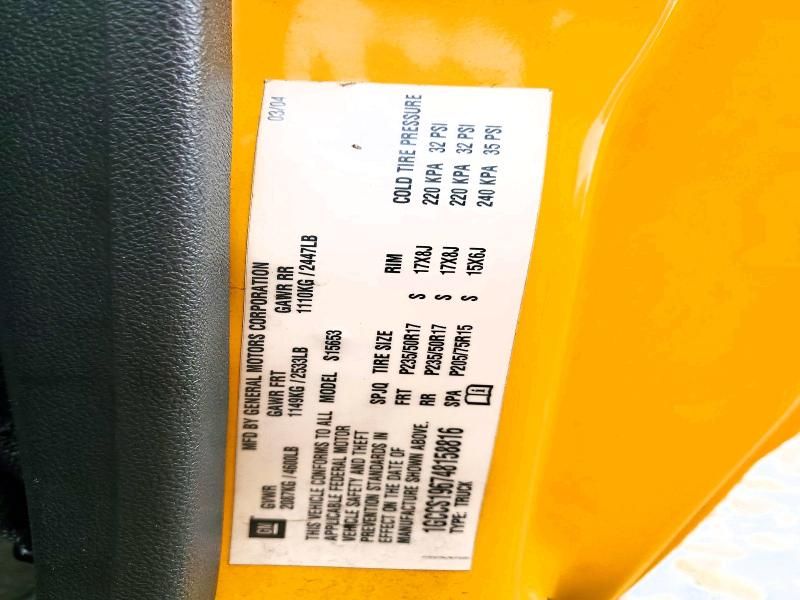 GM
MFD BY GENERAL MOTORS CORPORATION 03/04
GVWR GAWR FRT GAWR RR
2087KG / 4600LB 1149KG / 2533LB 1110KG / 2447LB
THIS VEHICLE CONFORMS TO ALL MODEL S15653
APPLICABLE FEDERAL MOTOR
VEHICLE SAFETY AND THEFT
PREVENTION STANDARDS IN
EFFECT ON THE DATE OF
MANUFACTURE SHOWN ABOVE.
1GCCS196748158816
TYPE: TRUCK
SPJQ TIRE SIZE RIM COLD TIRE PRESSURE
FRT P235/50R17 S 17X8J 220 KPA 32 PSI
RR P235/50R17 S 17X8J 220 KPA 32 PSI
SPA P205/75R15 S 15X6J 240 KPA 35 PSI